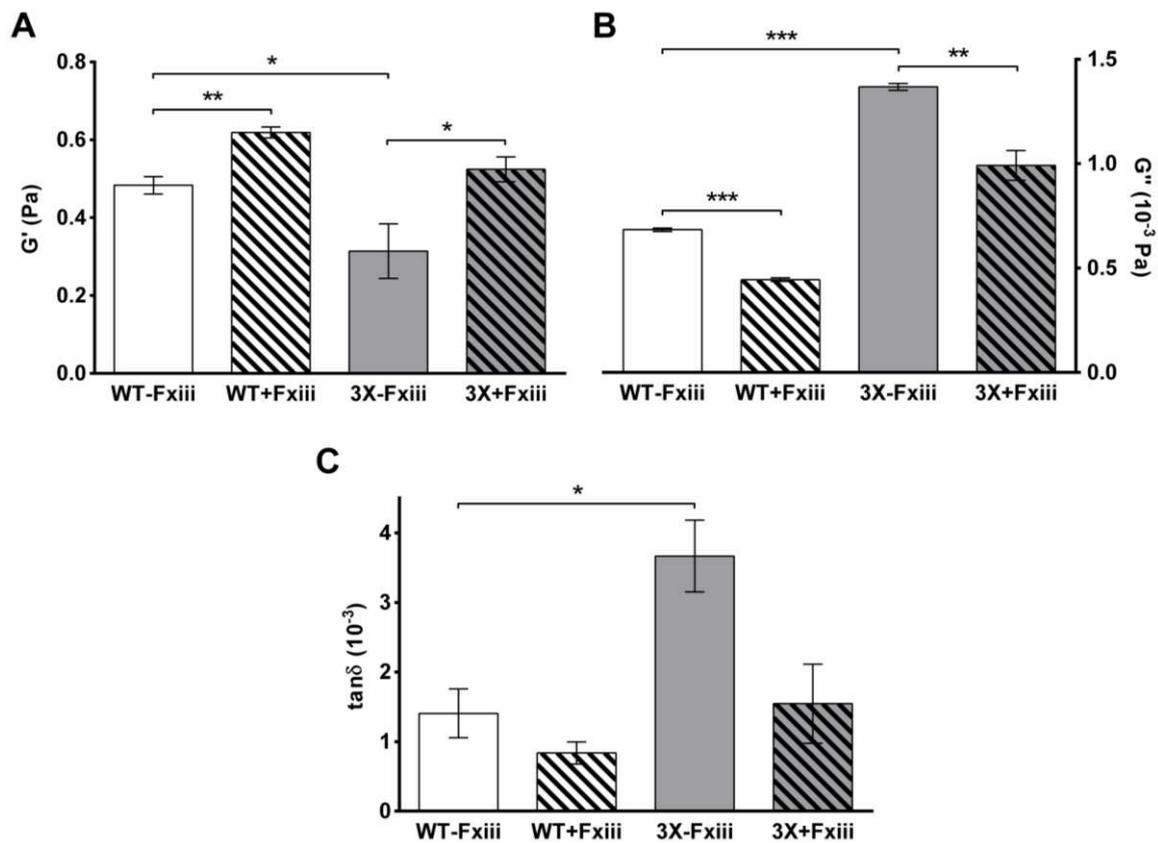 A
B
*
**
*
***
**
***
0.8
0.6
0.4
0.2
0.0
G' (Pa)
WT-Fxiii WT+Fxiii 3X-Fxiii 3X+Fxiii
1.5
1.0
0.5
0.0
G'' (10⁻³ Pa)
WT-Fxiii WT+Fxiii 3X-Fxiii 3X+Fxiii
C
*
4
3
2
1
0
tanδ (10⁻³)
WT-Fxiii WT+Fxiii 3X-Fxiii 3X+Fxiii